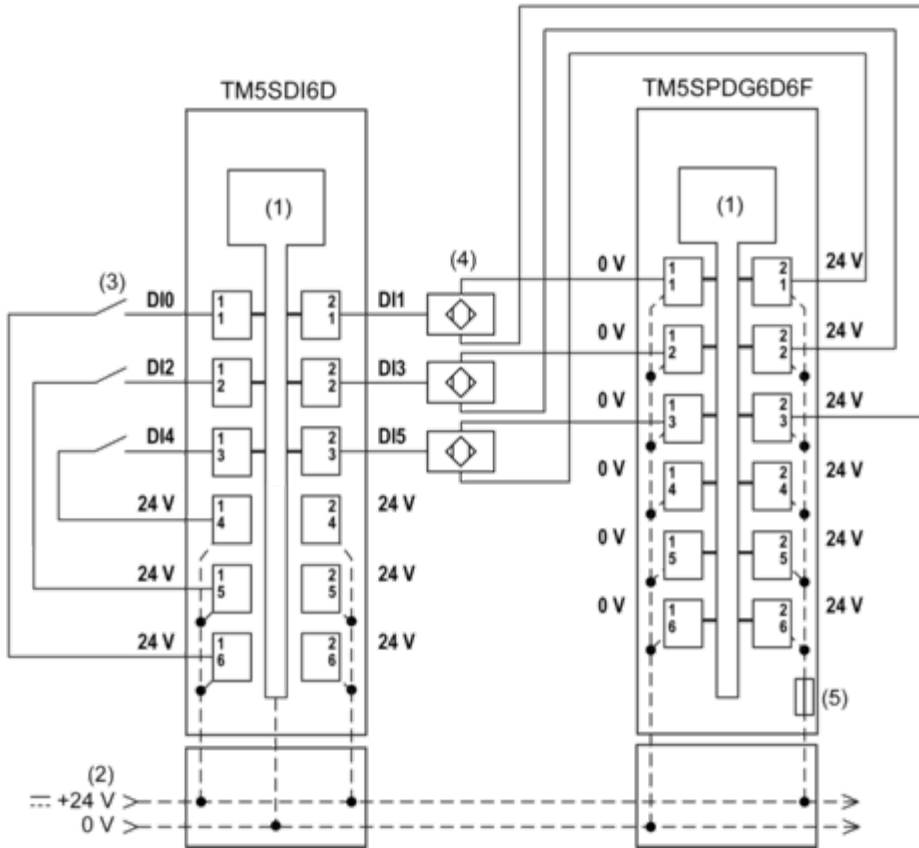 TM5SDI6D TM5SPDG6D6F
(1) (1)
(4)
0 V 1 1 2 1 24 V
(3) DI0 1 1 2 1 DI1
0 V 1 2 2 2 24 V
DI2 1 2 2 2 DI3
0 V 1 3 2 3 24 V
DI4 1 3 2 3 DI5
0 V 1 4 2 4 24 V
24 V 1 4 2 4 24 V
0 V 1 5 2 5 24 V
24 V 1 5 2 5 24 V
0 V 1 6 2 6 24 V
24 V 1 6 2 6 24 V
(5)
(2)
+24 V
0 V